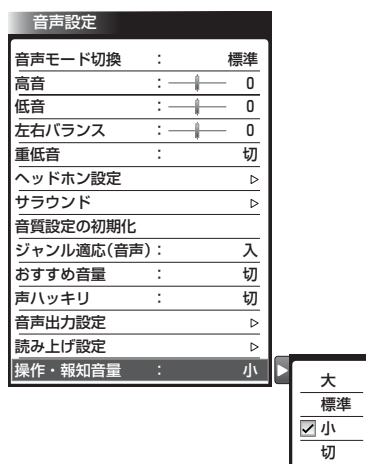 音声設定
音声モード切換 : 標準
高音 : 0
低音 : 0
左右バランス : 0
重低音 : 切
ヘッドホン設定
サラウンド
音質設定の初期化
ジャンル適応(音声) : 入
おすすめ音量 : 切
声ハッキリ : 切
音声出力設定
読み上げ設定
操作・報知音量 : 小
大
標準
小
切